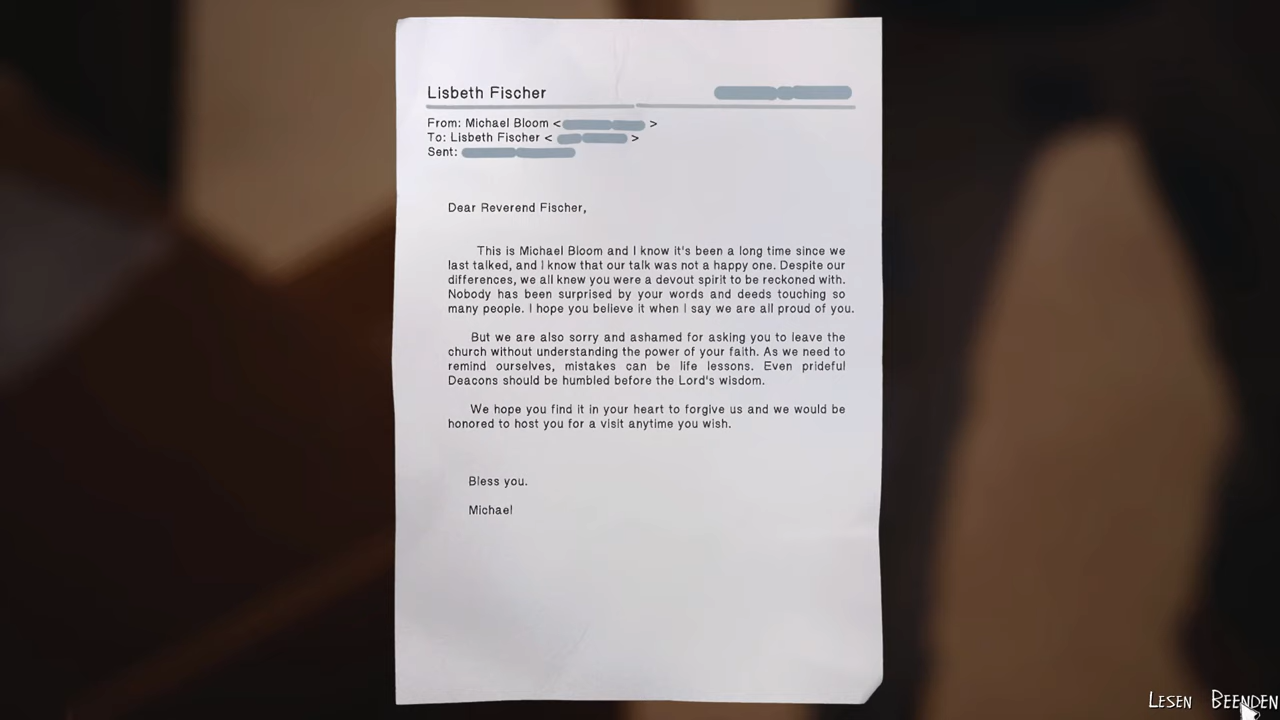 Lisbeth Fischer
From: Michael Bloom < >
To: Lisbeth Fischer < >
Sent:
Dear Reverend Fischer,
This is Michael Bloom and I know it's been a long time since we
last talked, and I know that our talk was not a happy one. Despite our
differences, we all knew you were a devout spirit to be reckoned with.
Nobody has been surprised by your words and deeds touching so
many people. I hope you believe it when I say we are all proud of you.
But we are also sorry and ashamed for asking you to leave the
church without understanding the power of your faith. As we need to
remind ourselves, mistakes can be life lessons. Even prideful
Deacons should be humbled before the Lord's wisdom.
We hope you find it in your heart to forgive us and we would be
honored to host you for a visit anytime you wish.
Bless you.
Michael
LESEN BEENDEN